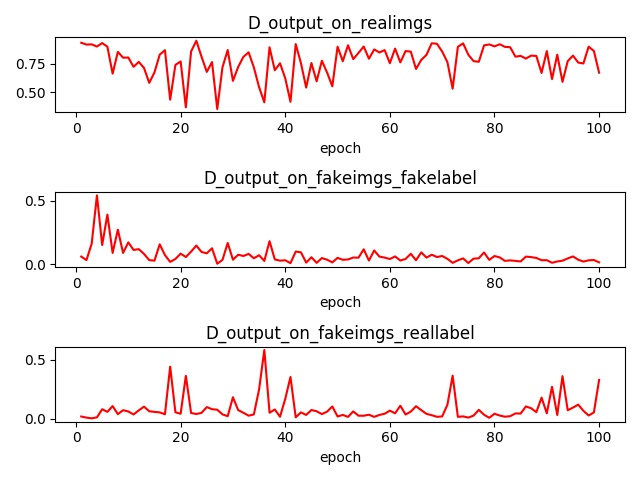 D_output_on_realimgs
0.75
0.50
0 20 40 60 80 100
epoch
D_output_on_fakeimgs_fakelabel
0.5
0.0
0 20 40 60 80 100
epoch
D_output_on_fakeimgs_reallabel
0.5
0.0
0 20 40 60 80 100
epoch